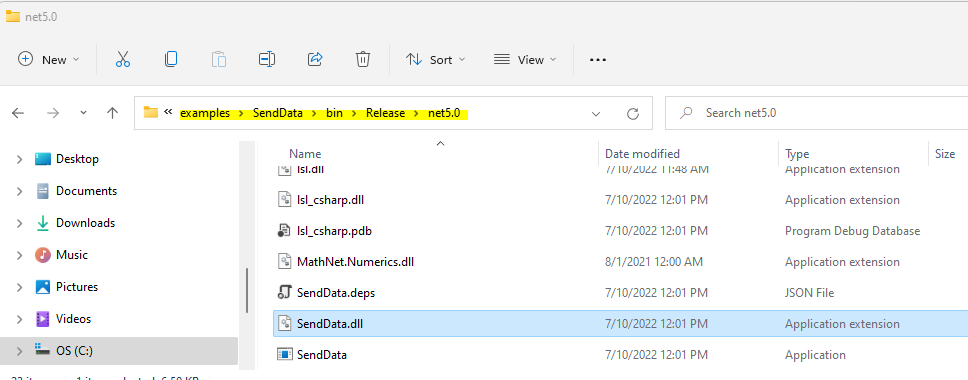 net5.0
New
Sort
View
« examples > SendData > bin > Release > net5.0
Search net5.0
Name Date modified Type Size
Desktop
Documents
Downloads
Music
Pictures
Videos
OS (C:)
lsl.dll 7/10/2022 11:48 AM Application extension
lsl_csharp.dll 7/10/2022 12:01 PM Application extension
lsl_csharp.pdb 7/10/2022 12:01 PM Program Debug Database
MathNet.Numerics.dll 8/1/2021 12:00 AM Application extension
SendData.deps 7/10/2022 12:01 PM JSON File
SendData.dll 7/10/2022 12:01 PM Application extension
SendData 7/10/2022 12:01 PM Application